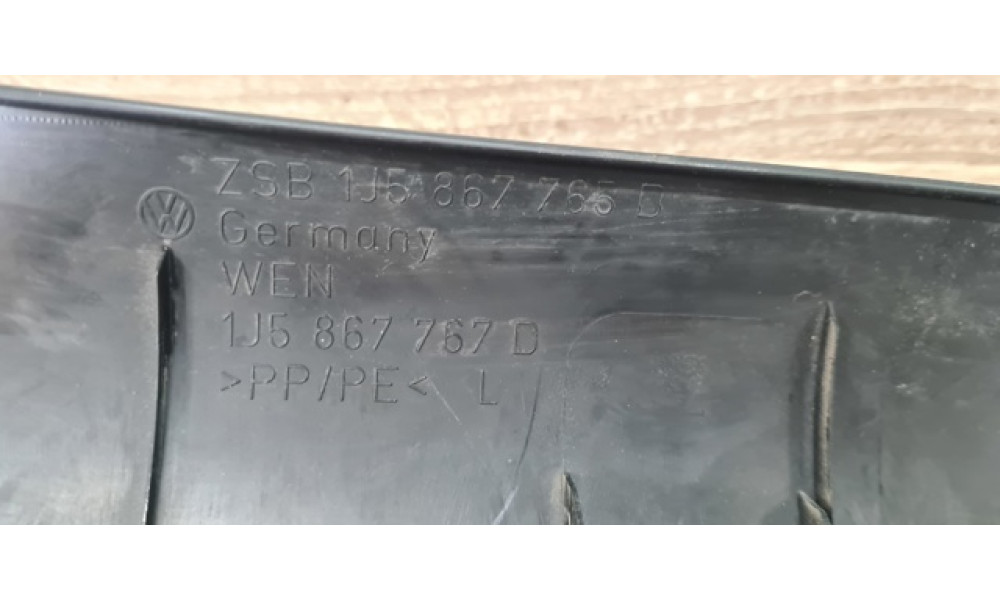 ZSB 1J5 867 765 D
Germany
WEN
1J5 867 767 D
>PP/PE< L